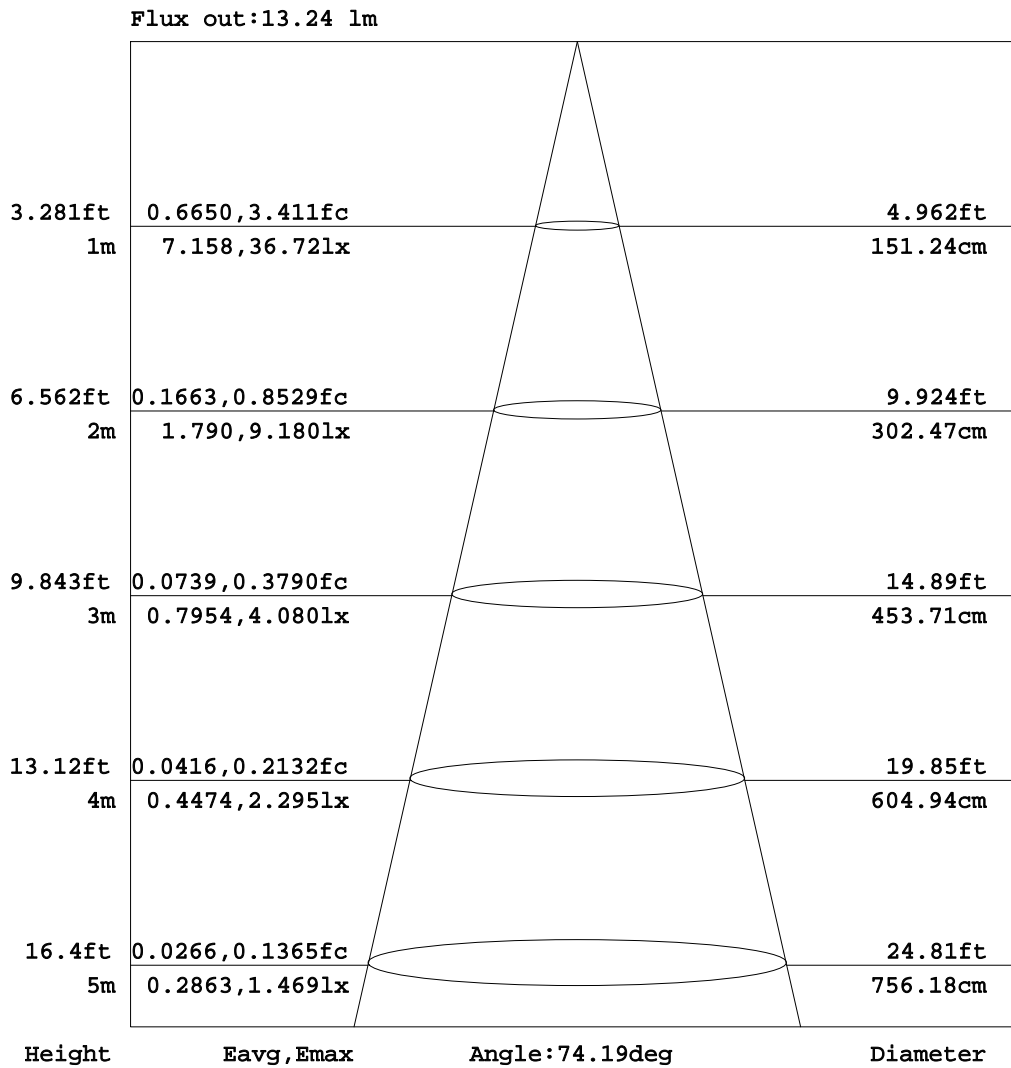 Flux out:13.24 lm
3.281ft 0.6650,3.411fc 4.962ft
1m 7.158,36.72lx 151.24cm
6.562ft 0.1663,0.8529fc 9.924ft
2m 1.790,9.180lx 302.47cm
9.843ft 0.0739,0.3790fc 14.89ft
3m 0.7954,4.080lx 453.71cm
13.12ft 0.0416,0.2132fc 19.85ft
4m 0.4474,2.295lx 604.94cm
16.4ft 0.0266,0.1365fc 24.81ft
5m 0.2863,1.469lx 756.18cm
Height Eavg,Emax Angle:74.19deg Diameter